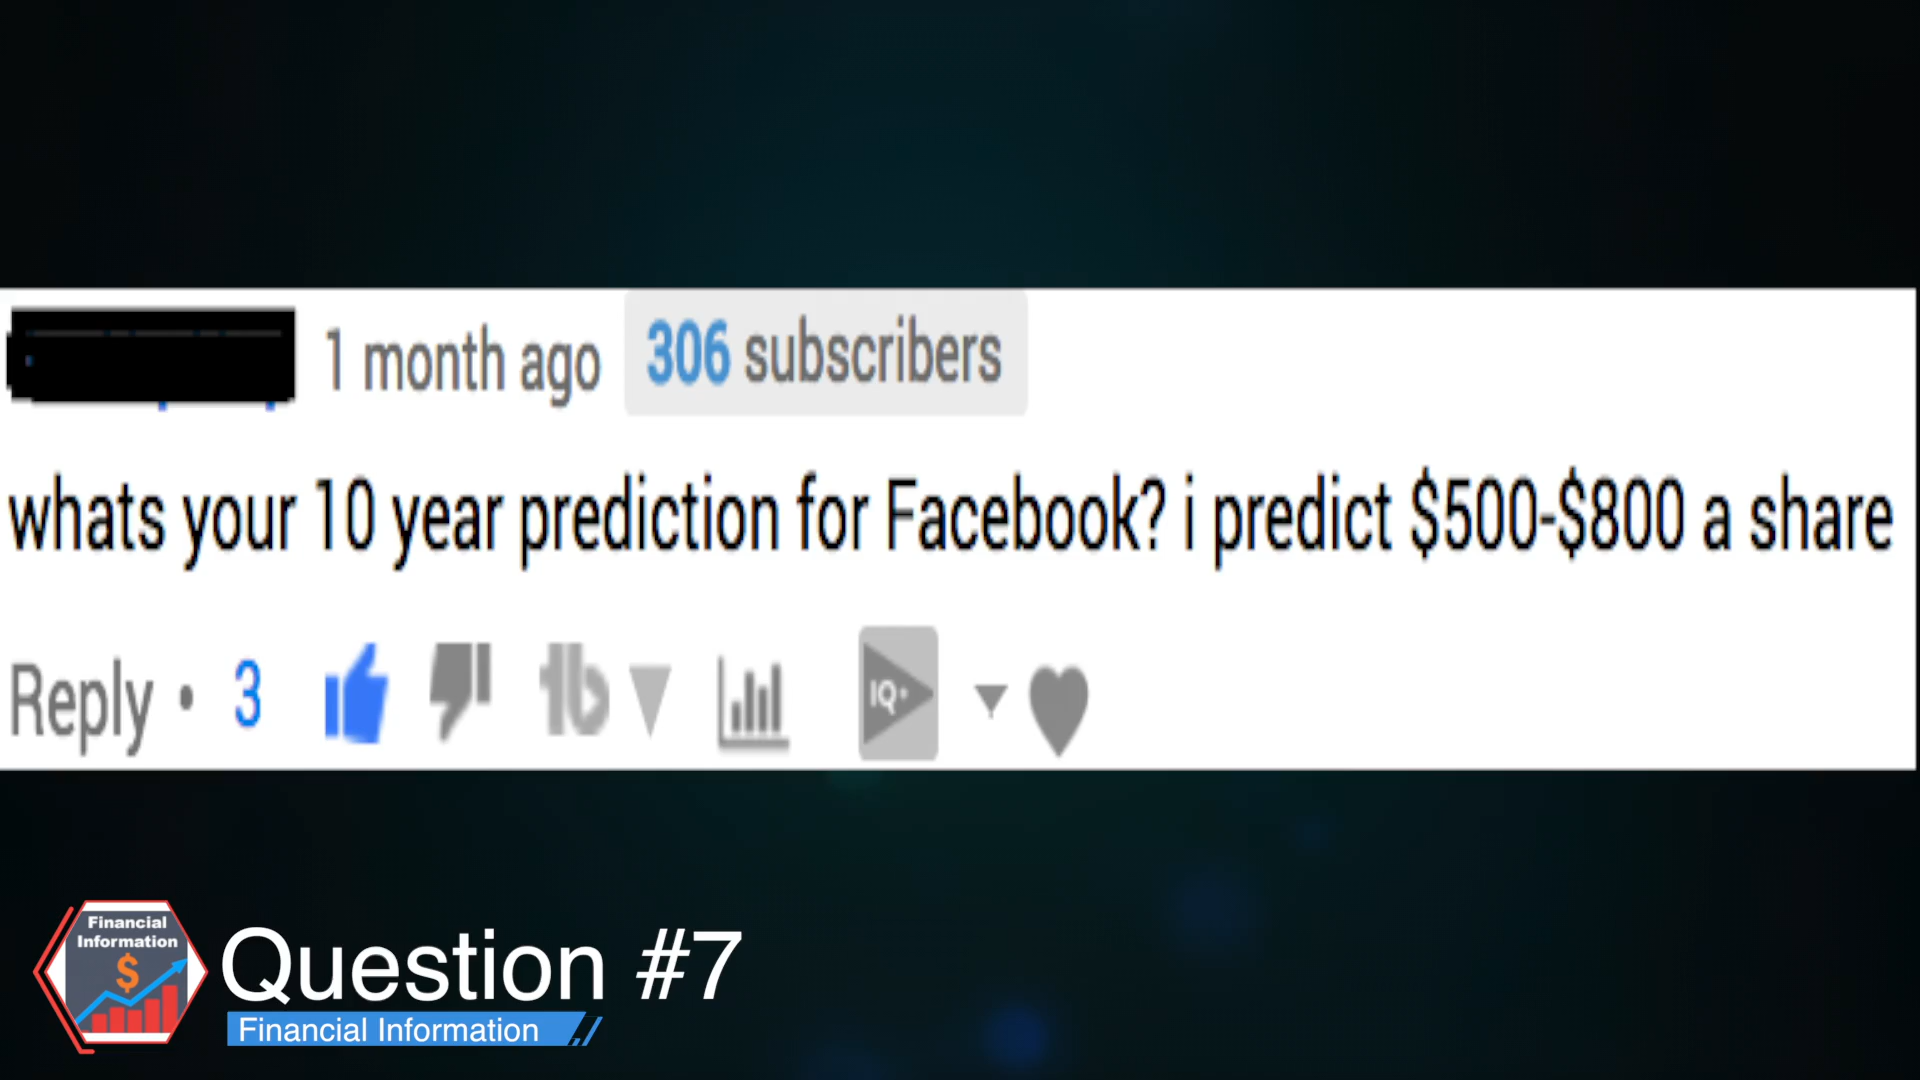 1 month ago 306 subscribers
whats your 10 year prediction for Facebook? i predict $500-$800 a share
Reply • 3 IQ+
Financial
Information
$
Question #7
Financial Information